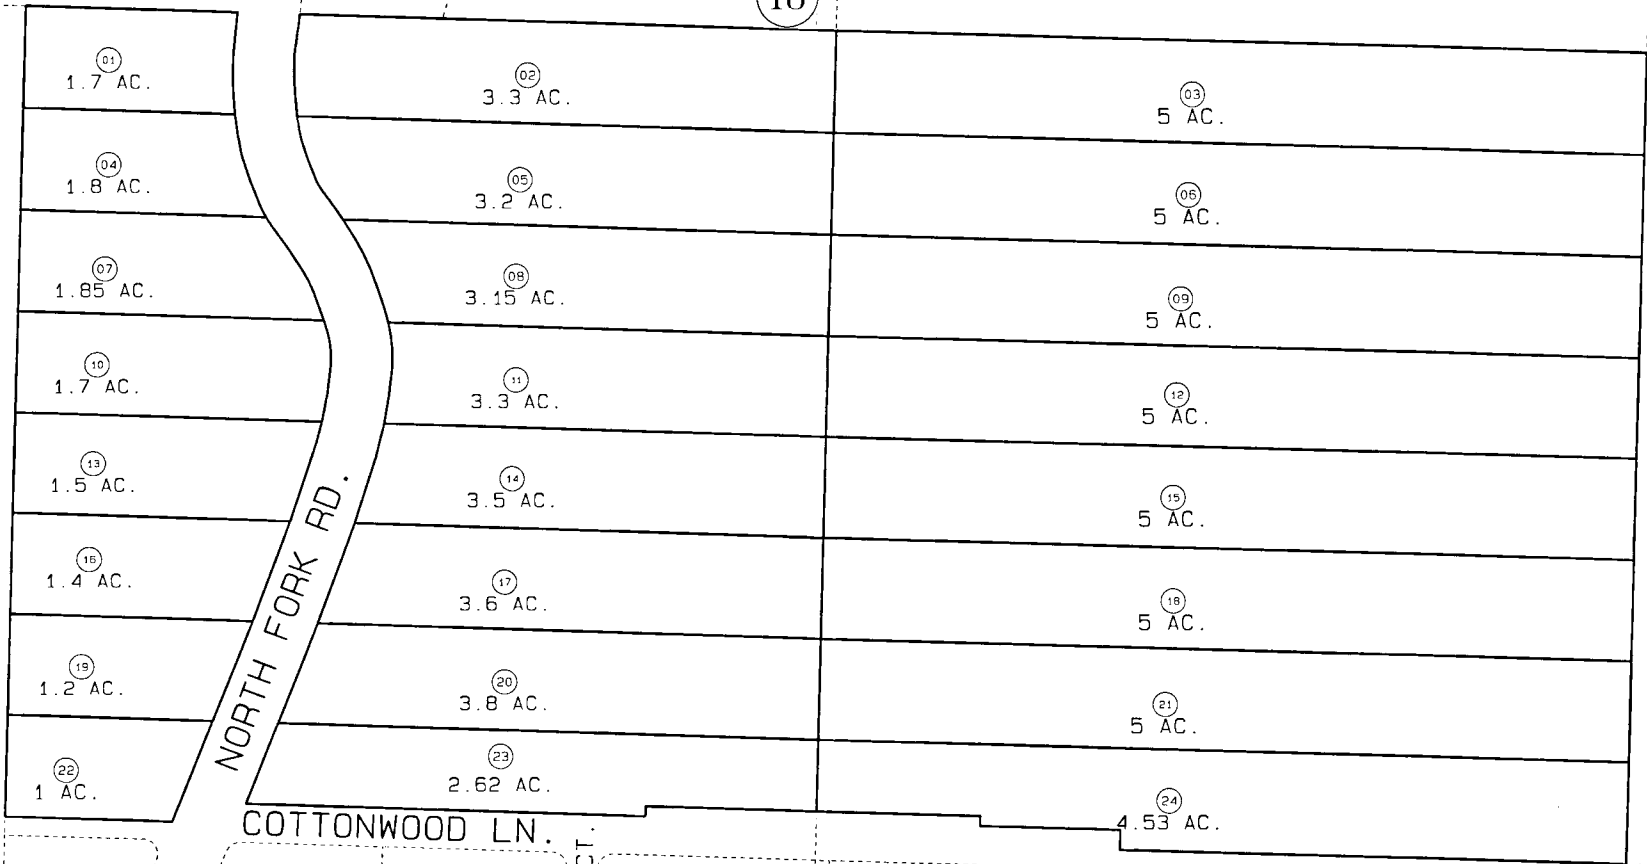 18
01
1.7 AC.
02
3.3 AC.
03
5 AC.
04
1.8 AC.
05
3.2 AC.
06
5 AC.
07
1.85 AC.
08
3.15 AC.
09
5 AC.
10
1.7 AC.
11
3.3 AC.
12
5 AC.
13
1.5 AC.
14
3.5 AC.
15
5 AC.
16
1.4 AC.
17
3.6 AC.
18
5 AC.
19
1.2 AC.
20
3.8 AC.
21
5 AC.
22
1 AC.
23
2.62 AC.
24
4.53 AC.
NORTH FORK RD.
COTTONWOOD LN.
CT.